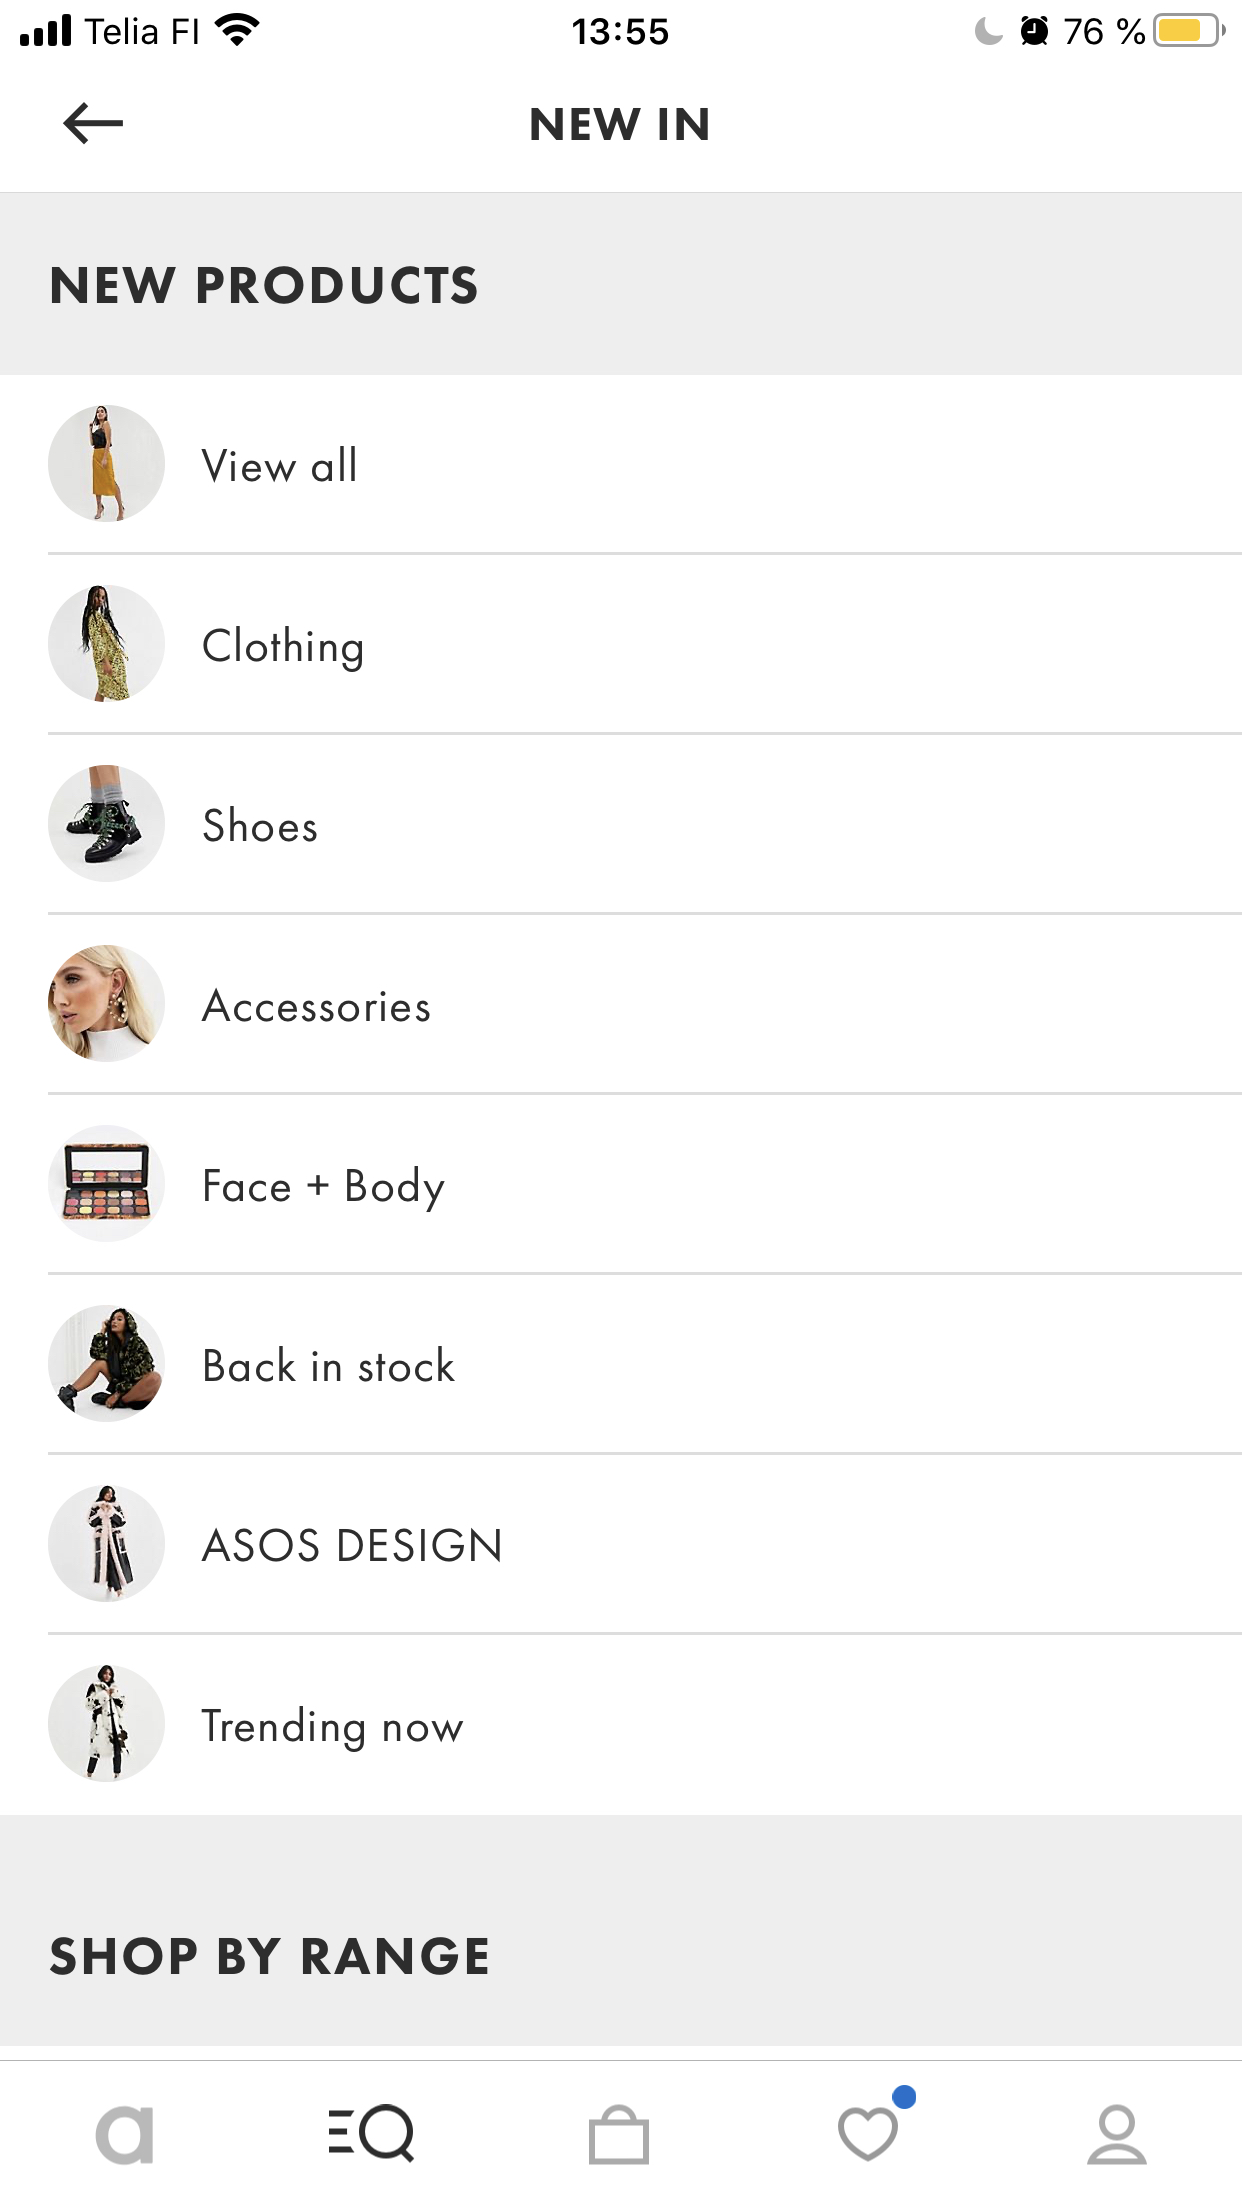 Telia FI 13:55 76 %
NEW IN
NEW PRODUCTS
View all
Clothing
Shoes
Accessories
Face + Body
Back in stock
ASOS DESIGN
Trending now
SHOP BY RANGE
a